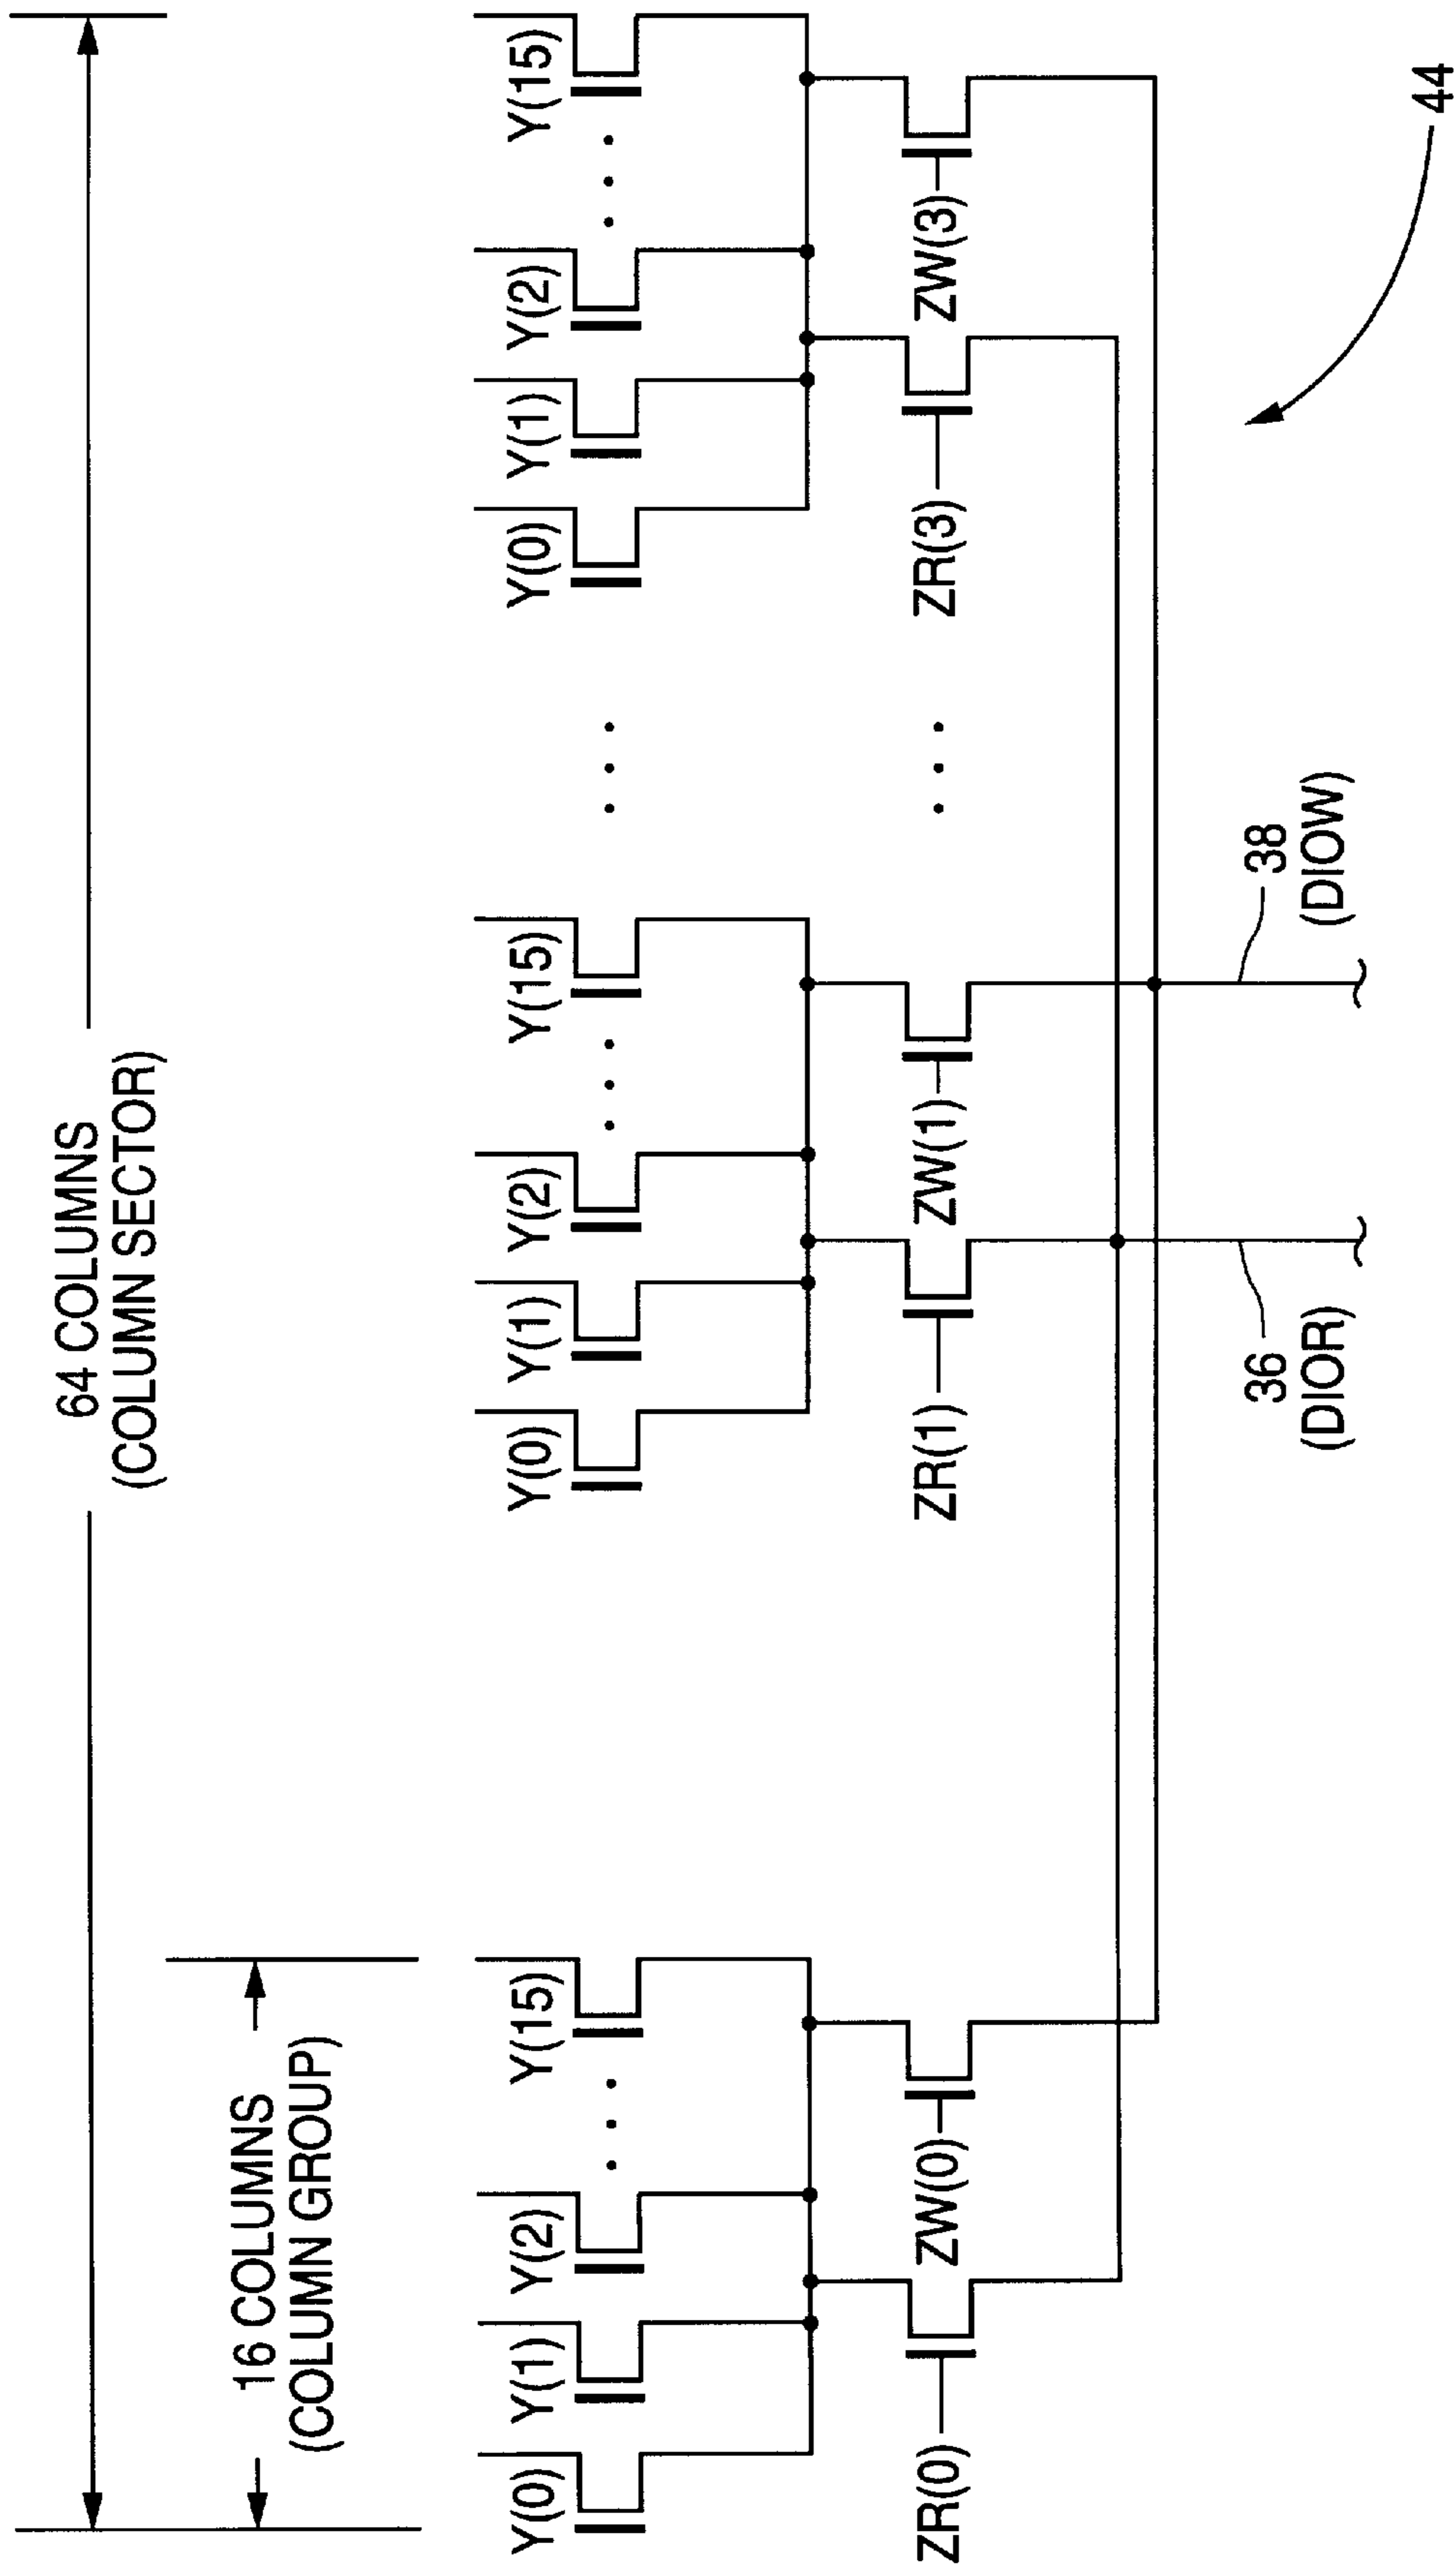 64 COLUMNS
(COLUMN SECTOR)
16 COLUMNS
(COLUMN GROUP)
Y(0) Y(1) Y(2) . . . Y(15)
Y(0) Y(1) Y(2) . . . Y(15)
. . .
Y(0) Y(1) Y(2) . . . Y(15)
ZR(0) ZW(0)
ZR(1) ZW(1)
. . .
ZR(3) ZW(3)
36
(DIOR)
38
(DIOW)
44